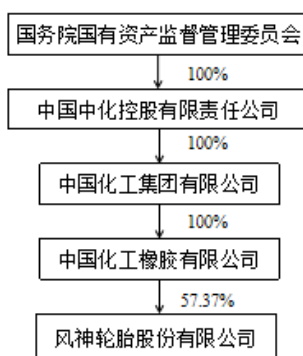 国务院国有资产监督管理委员会
100%
中国中化控股有限责任公司
100%
中国化工集团有限公司
100%
中国化工橡胶有限公司
57.37%
风神轮胎股份有限公司